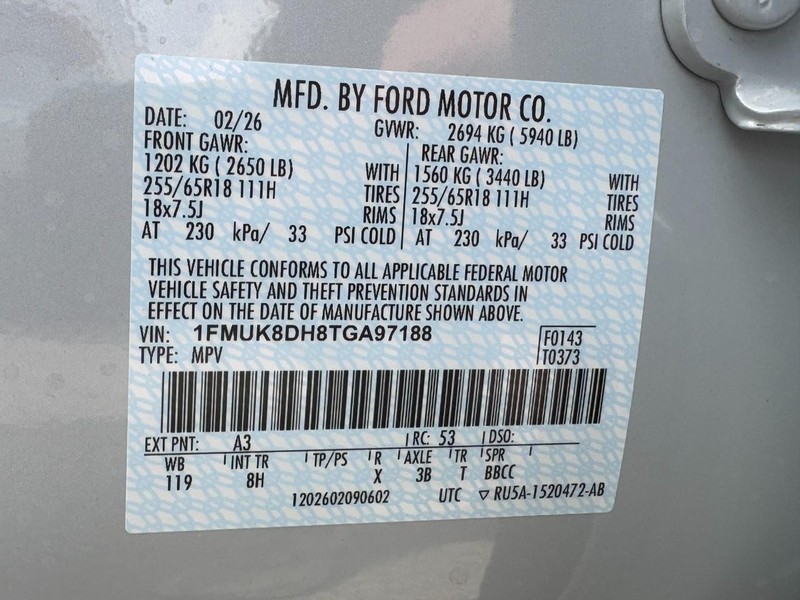 MFD. BY FORD MOTOR CO.
DATE: 02/26 GVWR: 2694 KG ( 5940 LB)
FRONT GAWR: REAR GAWR:
1202 KG ( 2650 LB) WITH 1560 KG ( 3440 LB) WITH
255/65R18 111H TIRES 255/65R18 111H TIRES
18x7.5J RIMS 18x7.5J RIMS
AT 230 kPa/ 33 PSI COLD AT 230 kPa/ 33 PSI COLD
THIS VEHICLE CONFORMS TO ALL APPLICABLE FEDERAL MOTOR
VEHICLE SAFETY AND THEFT PREVENTION STANDARDS IN
EFFECT ON THE DATE OF MANUFACTURE SHOWN ABOVE.
VIN: 1FMUK8DH8TGA97188 F0143
TYPE: MPV T0373
EXT PNT: A3 RC: 53 DSO:
WB INT TR TP/PS R AXLE TR SPR
119 8H X 3B T BBCC
1202602090602 UTC ▽ RU5A-1520472-AB